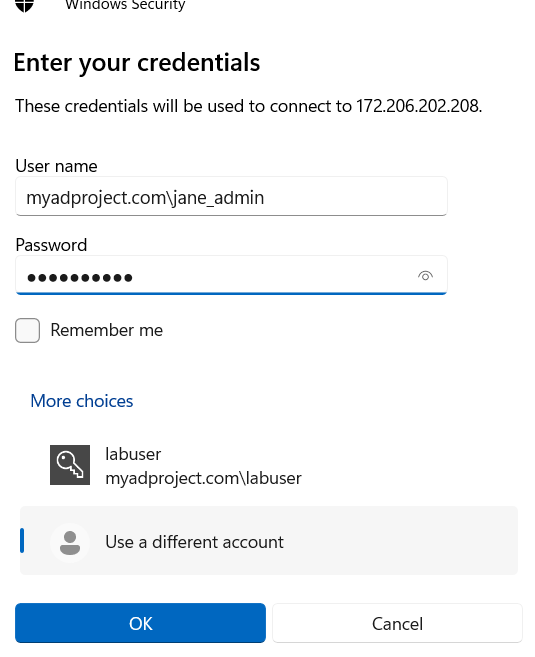 Windows Security
Enter your credentials
These credentials will be used to connect to 172.206.202.208.
User name
myadproject.com\jane_admin
Password
••••••••••
Remember me
More choices
labuser
myadproject.com\labuser
Use a different account
OK
Cancel